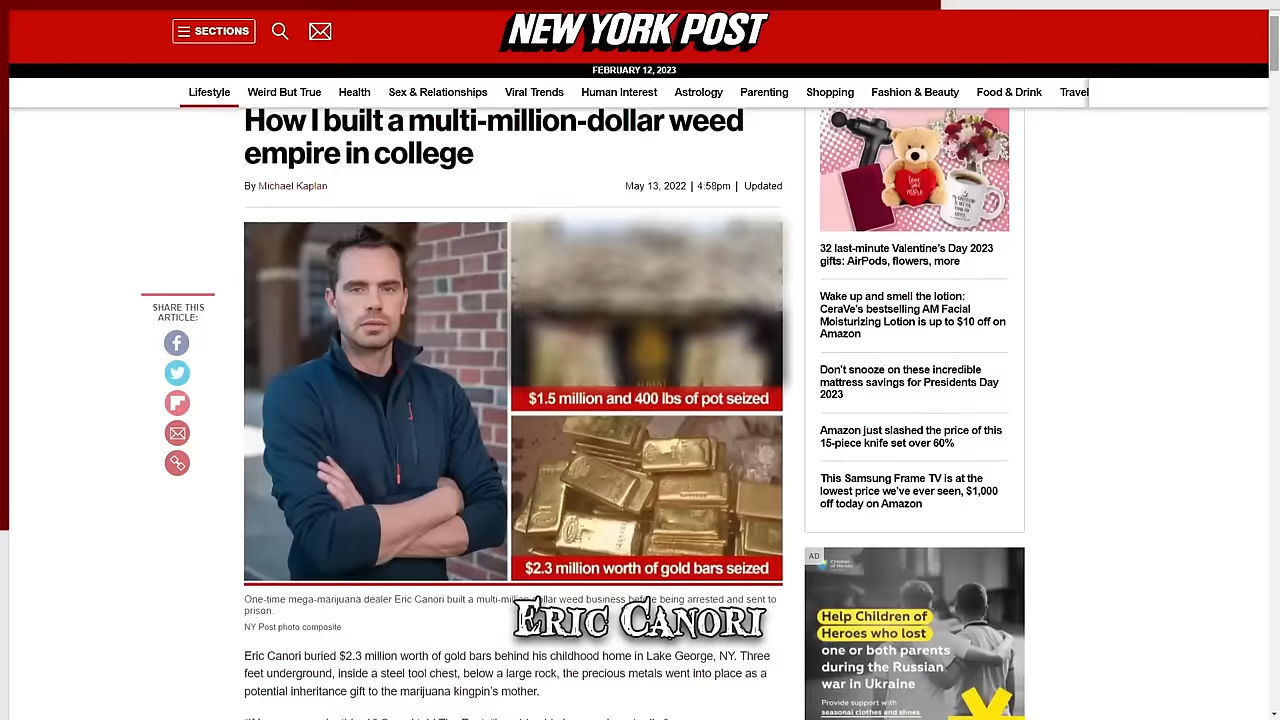 SECTIONS
NEW YORK POST
FEBRUARY 12, 2023
Lifestyle Weird But True Health Sex & Relationships Viral Trends Human Interest Astrology Parenting Shopping Fashion & Beauty Food & Drink Travel
How I built a multi-million-dollar weed
empire in college
By Michael Kaplan
May 13, 2022 | 4:58pm | Updated
SHARE THIS
ARTICLE:
$1.5 million and 400 lbs of pot seized
$2.3 million worth of gold bars seized
One-time mega-marijuana dealer Eric Canori built a multi-million-dollar weed business before being arrested and sent to
prison.
NY Post photo composite
ERIC CANORI
Eric Canori buried $2.3 million worth of gold bars behind his childhood home in Lake George, NY. Three
feet underground, inside a steel tool chest, below a large rock, the precious metals went into place as a
potential inheritance gift to the marijuana kingpin's mother.
32 last-minute Valentine's Day 2023
gifts: AirPods, flowers, more
Wake up and smell the lotion:
CeraVe's bestselling AM Facial
Moisturizing Lotion is up to $10 off on
Amazon
Don't snooze on these incredible
mattress savings for Presidents Day
2023
Amazon just slashed the price of this
15-piece knife set over 60%
This Samsung Frame TV is at the
lowest price we've ever seen, $1,000
off today on Amazon
AD
Children
of Heroes
Help Children of
Heroes who lost
one or both parents
during the Russian
war in Ukraine
Provide support with
seasonal clothes and shoes